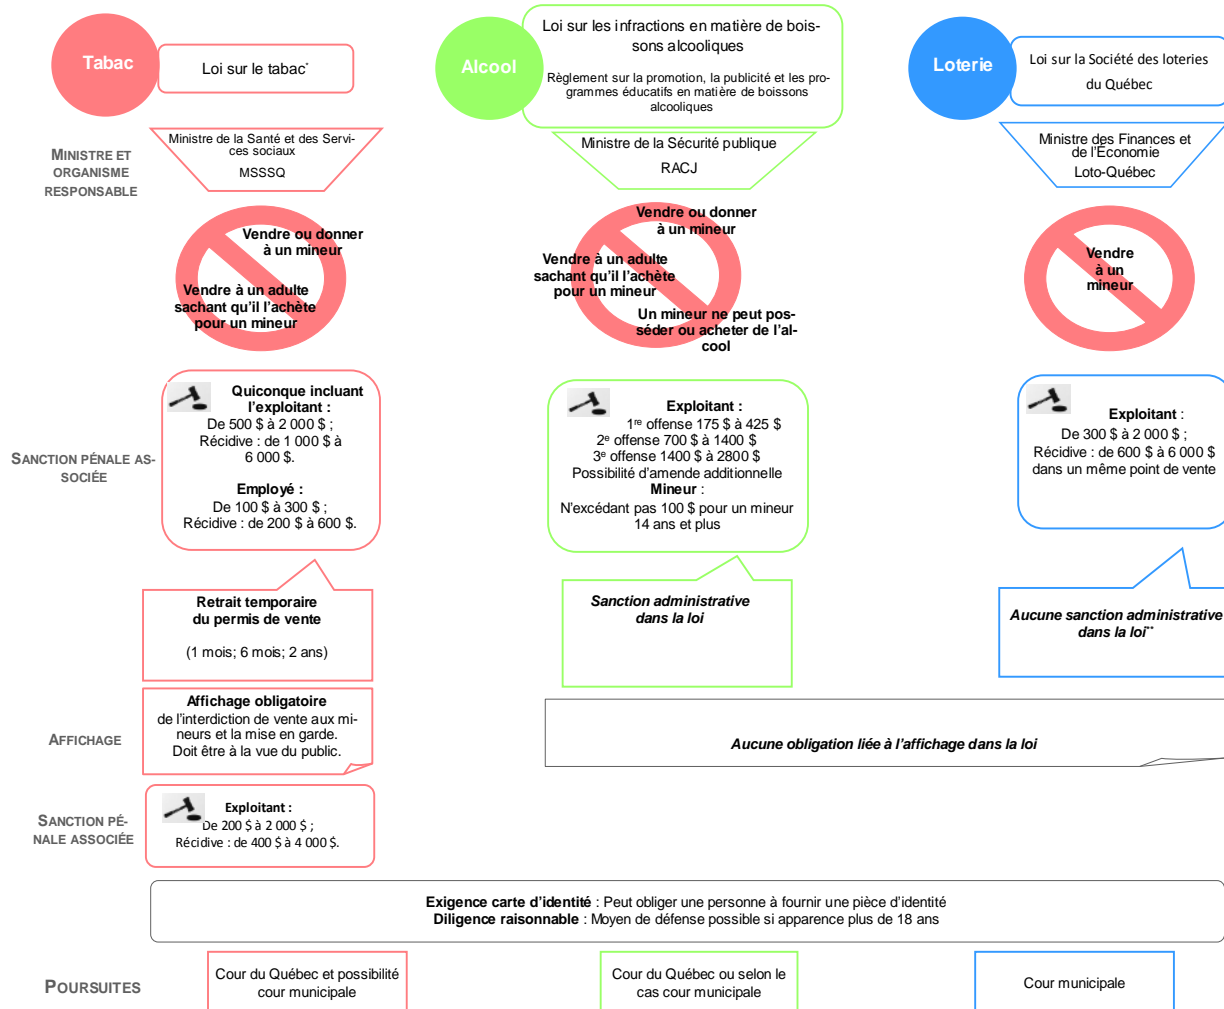 Tabac
Loi sur le tabac*
Alcool
Loi sur les infractions en matière de bois-
sons alcooliques
Règlement sur la promotion, la publicité et les pro-
grammes éducatifs en matière de boissons
alcooliques
Loterie
Loi sur la Société des loteries
du Québec
MINISTRE ET
ORGANISME
RESPONSABLE
Ministre de la Santé et des Servi-
ces sociaux
MSSSQ
Ministre de la Sécurité publique
RACJ
Ministre des Finances et
de l'Économie
Loto-Québec
Vendre ou donner
à un mineur
Vendre à un adulte
sachant qu'il l'achète
pour un mineur
Vendre ou donner
à un mineur
Vendre à un adulte
sachant qu'il l'achète
pour un mineur
Un mineur ne peut pos-
séder ou acheter de l'al-
cool
Vendre
à un
mineur
SANCTION PÉNALE AS-
SOCIÉE
Quiconque incluant
l'exploitant :
De 500 $ à 2 000 $ ;
Récidive : de 1 000 $ à
6 000 $.
Employé :
De 100 $ à 300 $ ;
Récidive : de 200 $ à 600 $.
Exploitant :
1re offense 175 $ à 425 $
2e offense 700 $ à 1400 $
3e offense 1400 $ à 2800 $
Possibilité d'amende additionnelle
Mineur :
N'excédant pas 100 $ pour un mineur
14 ans et plus
Exploitant :
De 300 $ à 2 000 $ ;
Récidive : de 600 $ à 6 000 $
dans un même point de vente
Retrait temporaire
du permis de vente
(1 mois; 6 mois; 2 ans)
Sanction administrative
dans la loi
Aucune sanction administrative
dans la loi**
AFFICHAGE
Affichage obligatoire
de l'interdiction de vente aux mi-
neurs et la mise en garde.
Doit être à la vue du public.
Aucune obligation liée à l'affichage dans la loi
SANCTION PÉ-
NALE ASSOCIÉE
Exploitant :
De 200 $ à 2 000 $ ;
Récidive : de 400 $ à 4 000 $.
Exigence carte d'identité : Peut obliger une personne à fournir une pièce d'identité
Diligence raisonnable : Moyen de défense possible si apparence plus de 18 ans
POURSUITES
Cour du Québec et possibilité
cour municipale
Cour du Québec ou selon le
cas cour municipale
Cour municipale